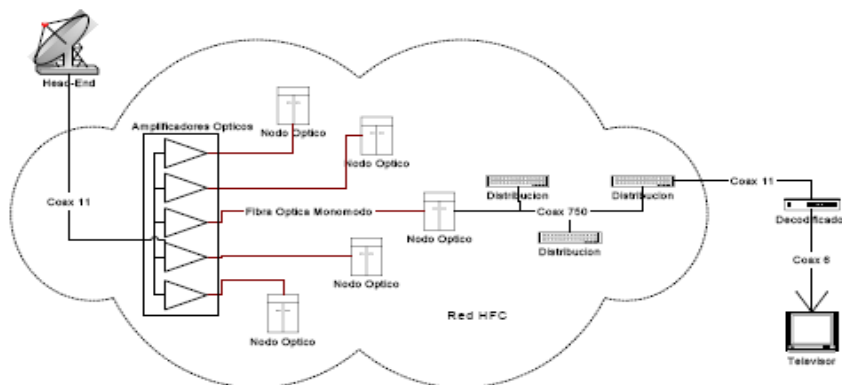 Head-End
Amplificadores Opticos
Nodo Optico
Nodo Optico
Coax 11
Fibra Optica Monomodo
Nodo Optico
Distribucion
Coax 750
Distribucion
Distribucion
Coax 11
Decodificado
Coax 6
Nodo Optico
Nodo Optico
Red HFC
Televisor